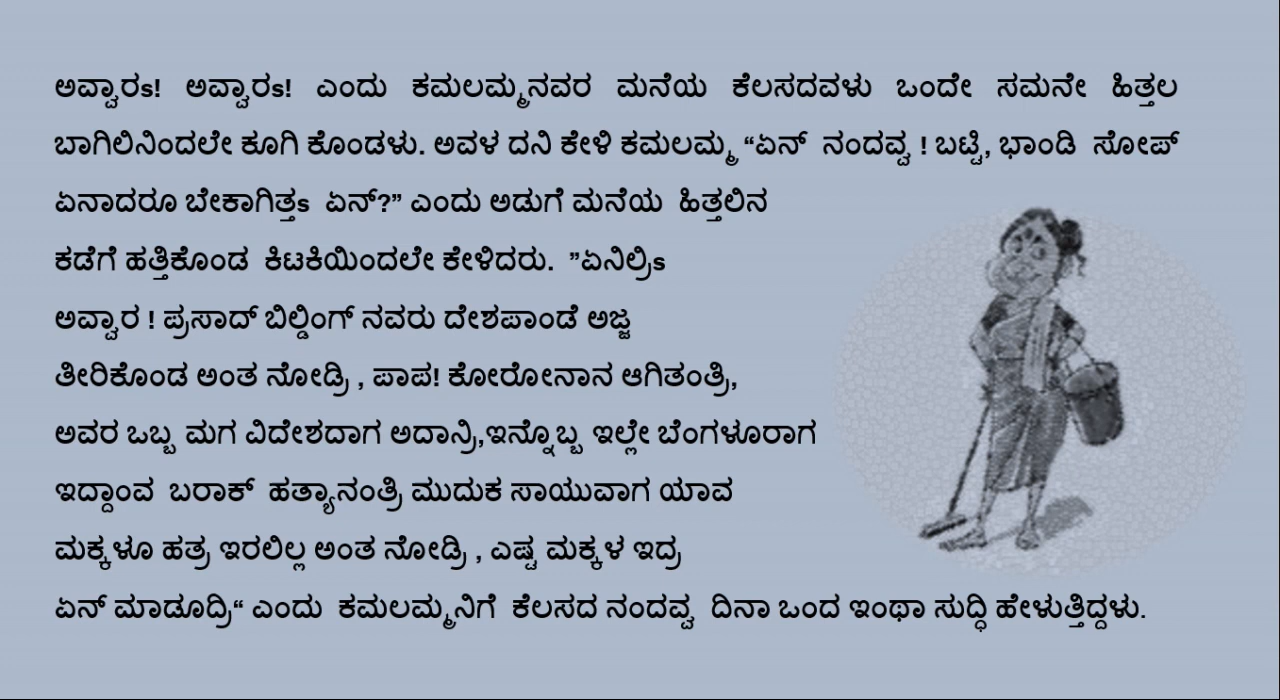 ಅವ್ವಾರs! ಅವ್ವಾರs! ಎಂದು ಕಮಲಮ್ಮನವರ ಮನೆಯ ಕೆಲಸದವಳು ಒಂದೇ ಸಮನೇ ಹಿತ್ತಲ
ಬಾಗಿಲಿನಿಂದಲೇ ಕೂಗಿ ಕೊಂಡಳು. ಅವಳ ದನಿ ಕೇಳಿ ಕಮಲಮ್ಮ “ಏನ್ ನಂದವ್ವ ! ಬಟ್ಟಿ, ಭಾಂಡಿ ಸೋಪ್
ಏನಾದರೂ ಬೇಕಾಗಿತ್ತs ಏನ್?” ಎಂದು ಅಡುಗೆ ಮನೆಯ ಹಿತ್ತಲಿನ
ಕಡೆಗೆ ಹತ್ತಿಕೊಂಡ ಕಿಟಕಿಯಿಂದಲೇ ಕೇಳಿದರು. ”ಏನಿಲ್ರಿs
ಅವ್ವಾರ ! ಪ್ರಸಾದ್ ಬಿಲ್ಡಿಂಗ್ ನವರು ದೇಶಪಾಂಡೆ ಅಜ್ಜ
ತೀರಿಕೊಂಡ ಅಂತ ನೋಡ್ರಿ , ಪಾಪ! ಕೋರೋನಾನ ಆಗಿತಂತ್ರಿ,
ಅವರ ಒಬ್ಬ ಮಗ ವಿದೇಶದಾಗ ಅದಾನ್ರಿ,ಇನ್ನೊಬ್ಬ ಇಲ್ಲೇ ಬೆಂಗಳೂರಾಗ
ಇದ್ದಾಂವ ಬರಾಕ್ ಹತ್ಯಾನಂತ್ರಿ ಮುದುಕ ಸಾಯುವಾಗ ಯಾವ
ಮಕ್ಕಳೂ ಹತ್ರ ಇರಲಿಲ್ಲ ಅಂತ ನೋಡ್ರಿ , ಎಷ್ಟ ಮಕ್ಕಳ ಇದ್ರ
ಏನ್ ಮಾಡೂದ್ರಿ“ ಎಂದು ಕಮಲಮ್ಮನಿಗೆ ಕೆಲಸದ ನಂದವ್ವ ದಿನಾ ಒಂದ ಇಂಥಾ ಸುದ್ಧಿ ಹೇಳುತ್ತಿದ್ದಳು.